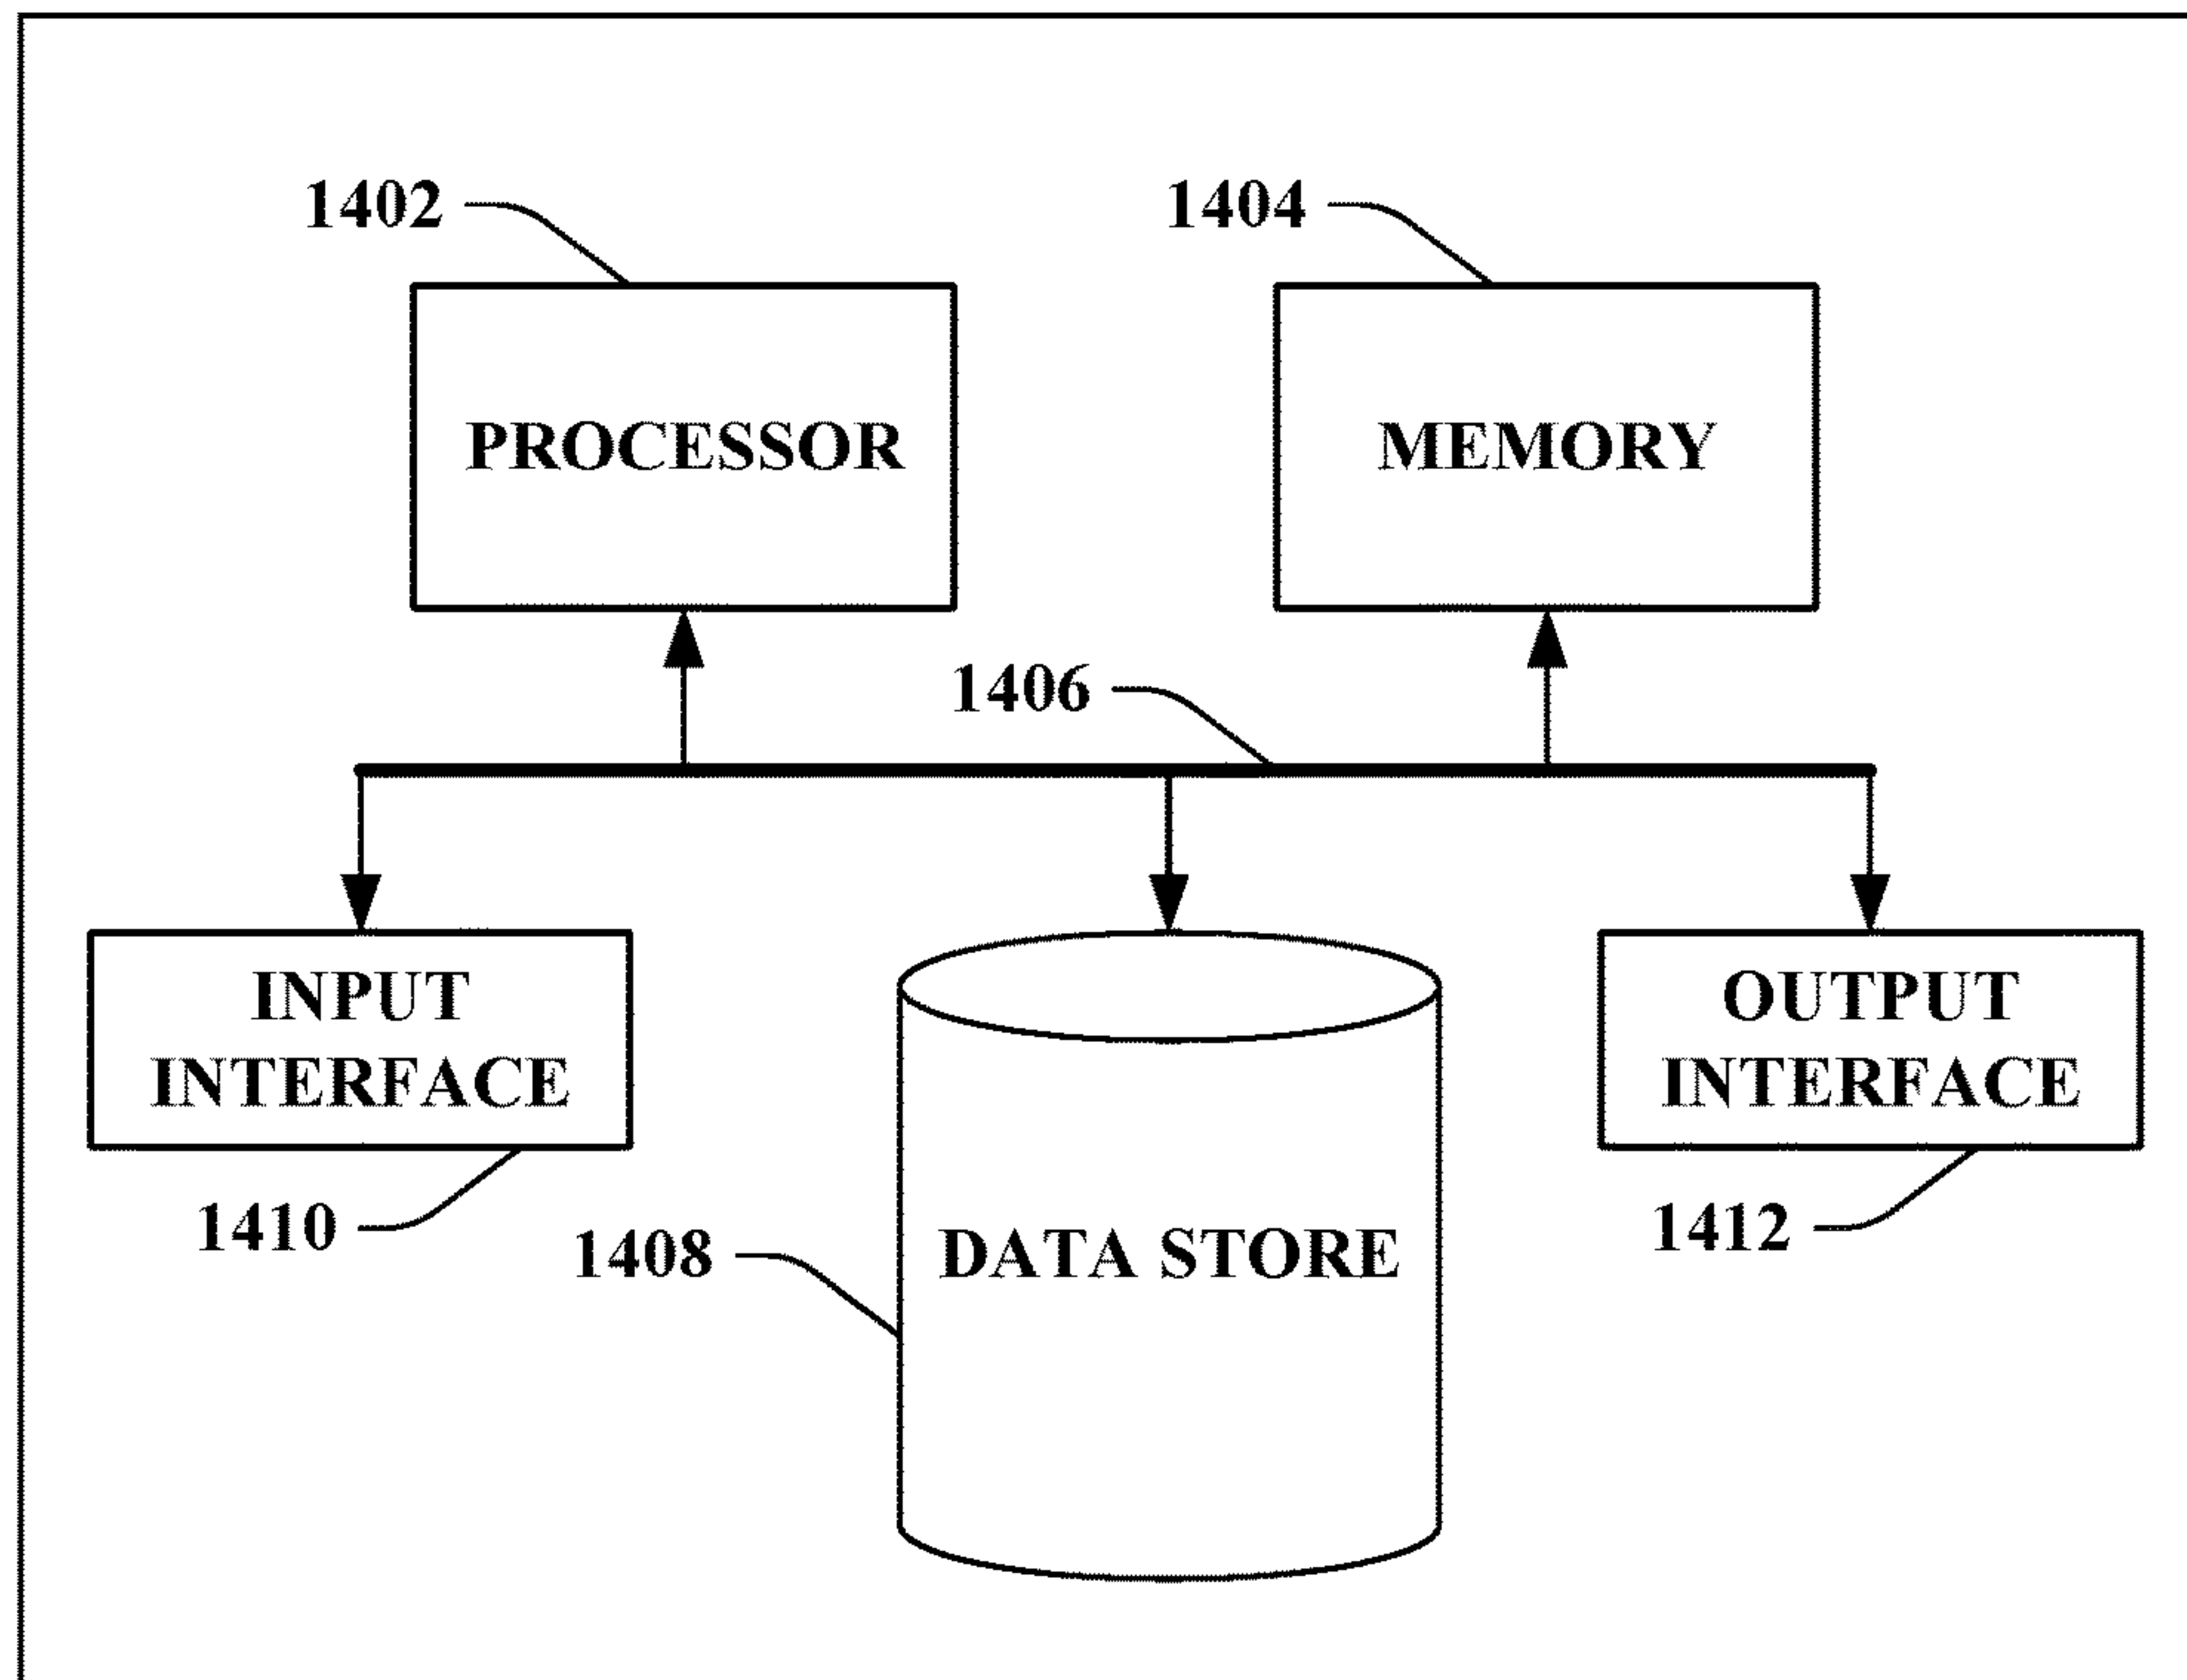 1402
1404
PROCESSOR
MEMORY
1406
INPUT
INTERFACE
OUTPUT
INTERFACE
1410
1408
DATA STORE
1412